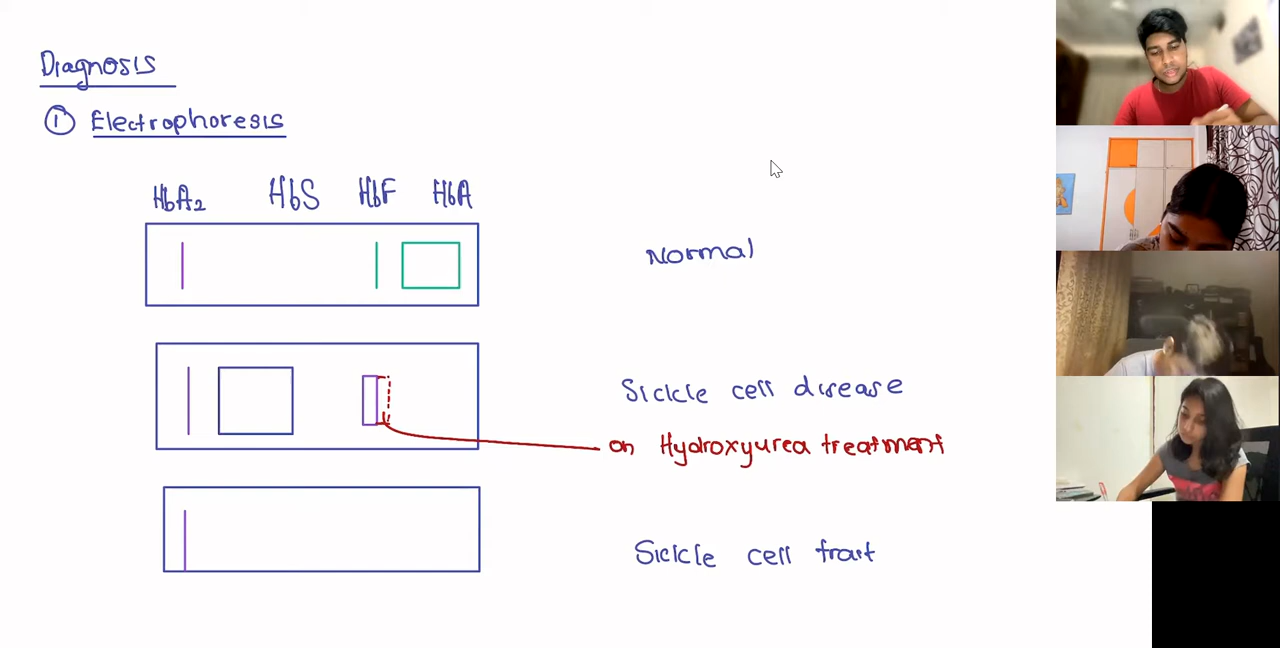 Diagnosis
① Electrophoresis
HbA₂ HbS HbF HbA
Normal
Sickle cell disease
on Hydroxyurea treatment
Sickle cell trait